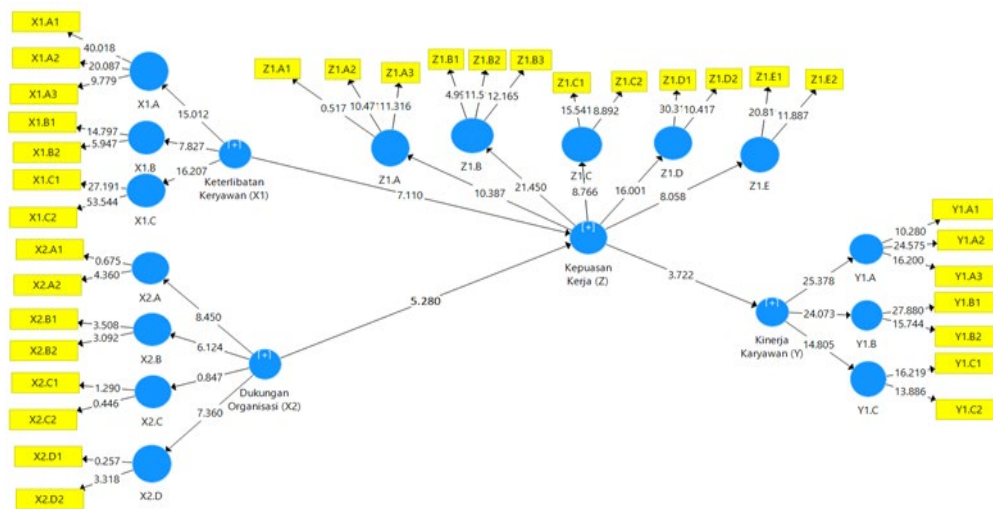 X1.A1
X1.A2
X1.A3
40.018
20.087
9.779
X1.A
X1.B1
X1.B2
14.797
5.947
X1.B
X1.C1
X1.C2
27.191
53.544
X1.C
15.012
7.827
16.207
[+]
Keterlibatan
Keryawan (X1)
X2.A1
X2.A2
0.675
4.360
X2.A
X2.B1
X2.B2
3.508
3.092
X2.B
X2.C1
X2.C2
1.290
0.446
X2.C
X2.D1
X2.D2
0.257
3.318
X2.D
8.450
6.124
0.847
7.360
[+]
Dukungan
Organisasi (X2)
7.110
5.280
Z1.A1
Z1.A2
Z1.A3
0.517
11.316
Z1.A
Z1.B1
Z1.B2
Z1.B3
12.165
Z1.B
Z1.C1
Z1.C2
15.541
8.892
Z1.C
Z1.D1
Z1.D2
10.417
Z1.D
Z1.E1
Z1.E2
20.81
11.887
Z1.E
10.387
21.450
8.766
16.001
8.058
[+]
Kepuasan
Kerja (Z)
3.722
[+]
Kinerja
Karyawan (Y)
25.378
24.073
14.805
Y1.A
10.280
24.575
16.200
Y1.A1
Y1.A2
Y1.A3
Y1.B
27.880
15.744
Y1.B1
Y1.B2
Y1.C
16.219
13.886
Y1.C1
Y1.C2